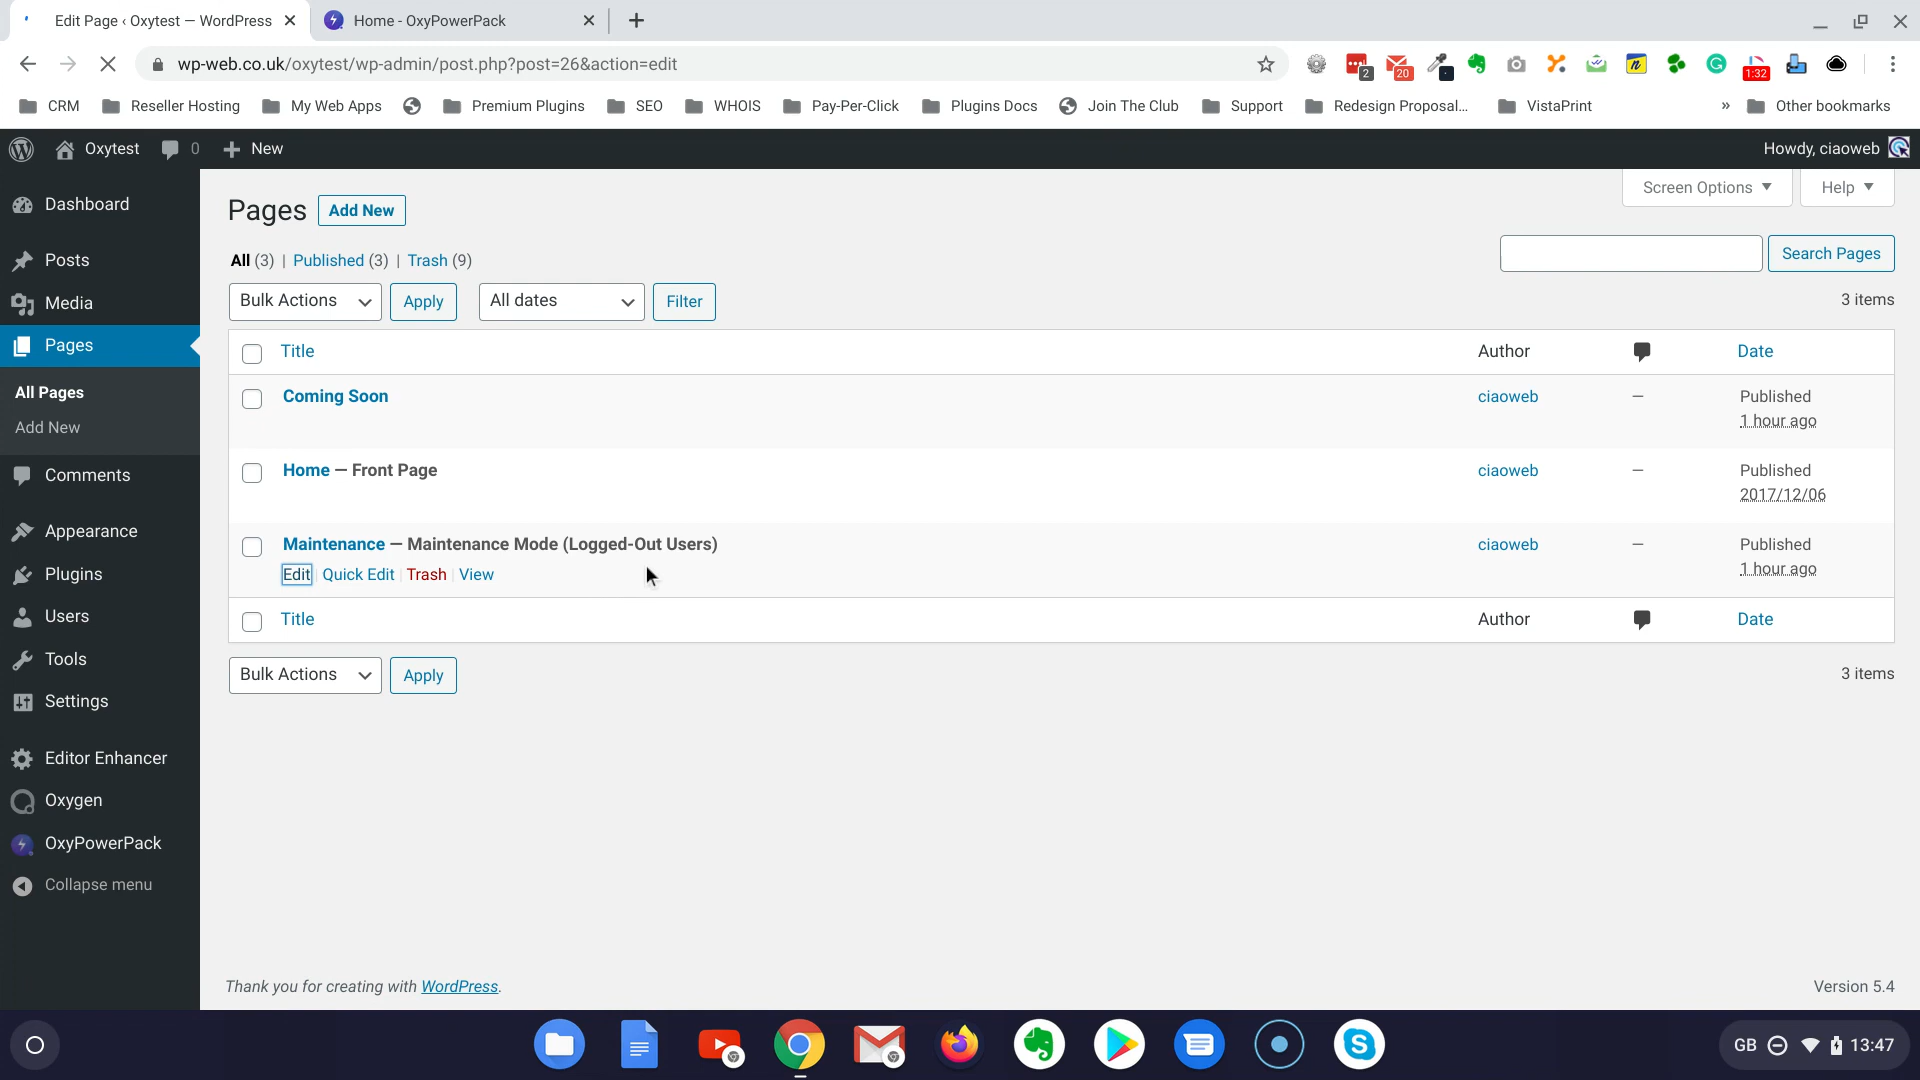 Edit Page ‹ Oxytest — WordPress
Home - OxyPowerPack
wp-web.co.uk/oxytest/wp-admin/post.php?post=26&action=edit
2
20
1:32
CRM
Reseller Hosting
My Web Apps
Premium Plugins
SEO
WHOIS
Pay-Per-Click
Plugins Docs
Join The Club
Support
Redesign Proposal...
VistaPrint
»
Other bookmarks
Oxytest
0
New
Howdy, ciaoweb
Dashboard
Posts
Media
Pages
All Pages
Add New
Comments
Appearance
Plugins
Users
Tools
Settings
Editor Enhancer
Oxygen
OxyPowerPack
Collapse menu
Screen Options
Help
Pages
Add New
All (3) | Published (3) | Trash (9)
Search Pages
Bulk Actions
Apply
All dates
Filter
3 items
Title
Author
Date
Coming Soon
ciaoweb
—
Published
1 hour ago
Home — Front Page
ciaoweb
—
Published
2017/12/06
Maintenance — Maintenance Mode (Logged-Out Users)
ciaoweb
—
Published
1 hour ago
Edit | Quick Edit | Trash | View
Title
Author
Date
Bulk Actions
Apply
3 items
Thank you for creating with WordPress.
Version 5.4
GB
13:47